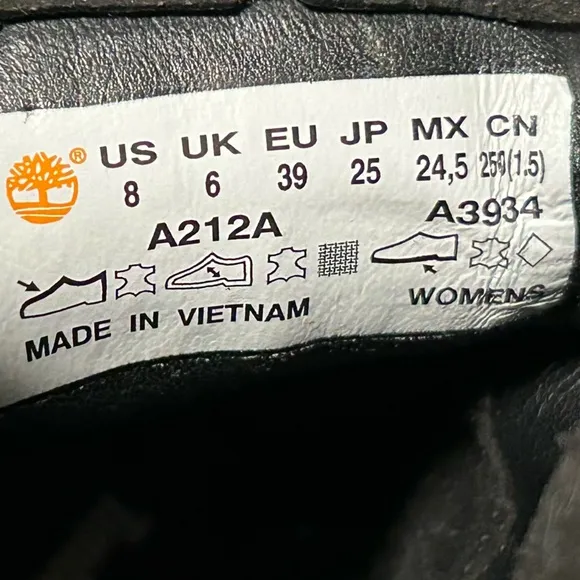 ® US UK EU JP MX CN
8 6 39 25 24,5 250(1.5)
A212A A3934
WOMENS
MADE IN VIETNAM